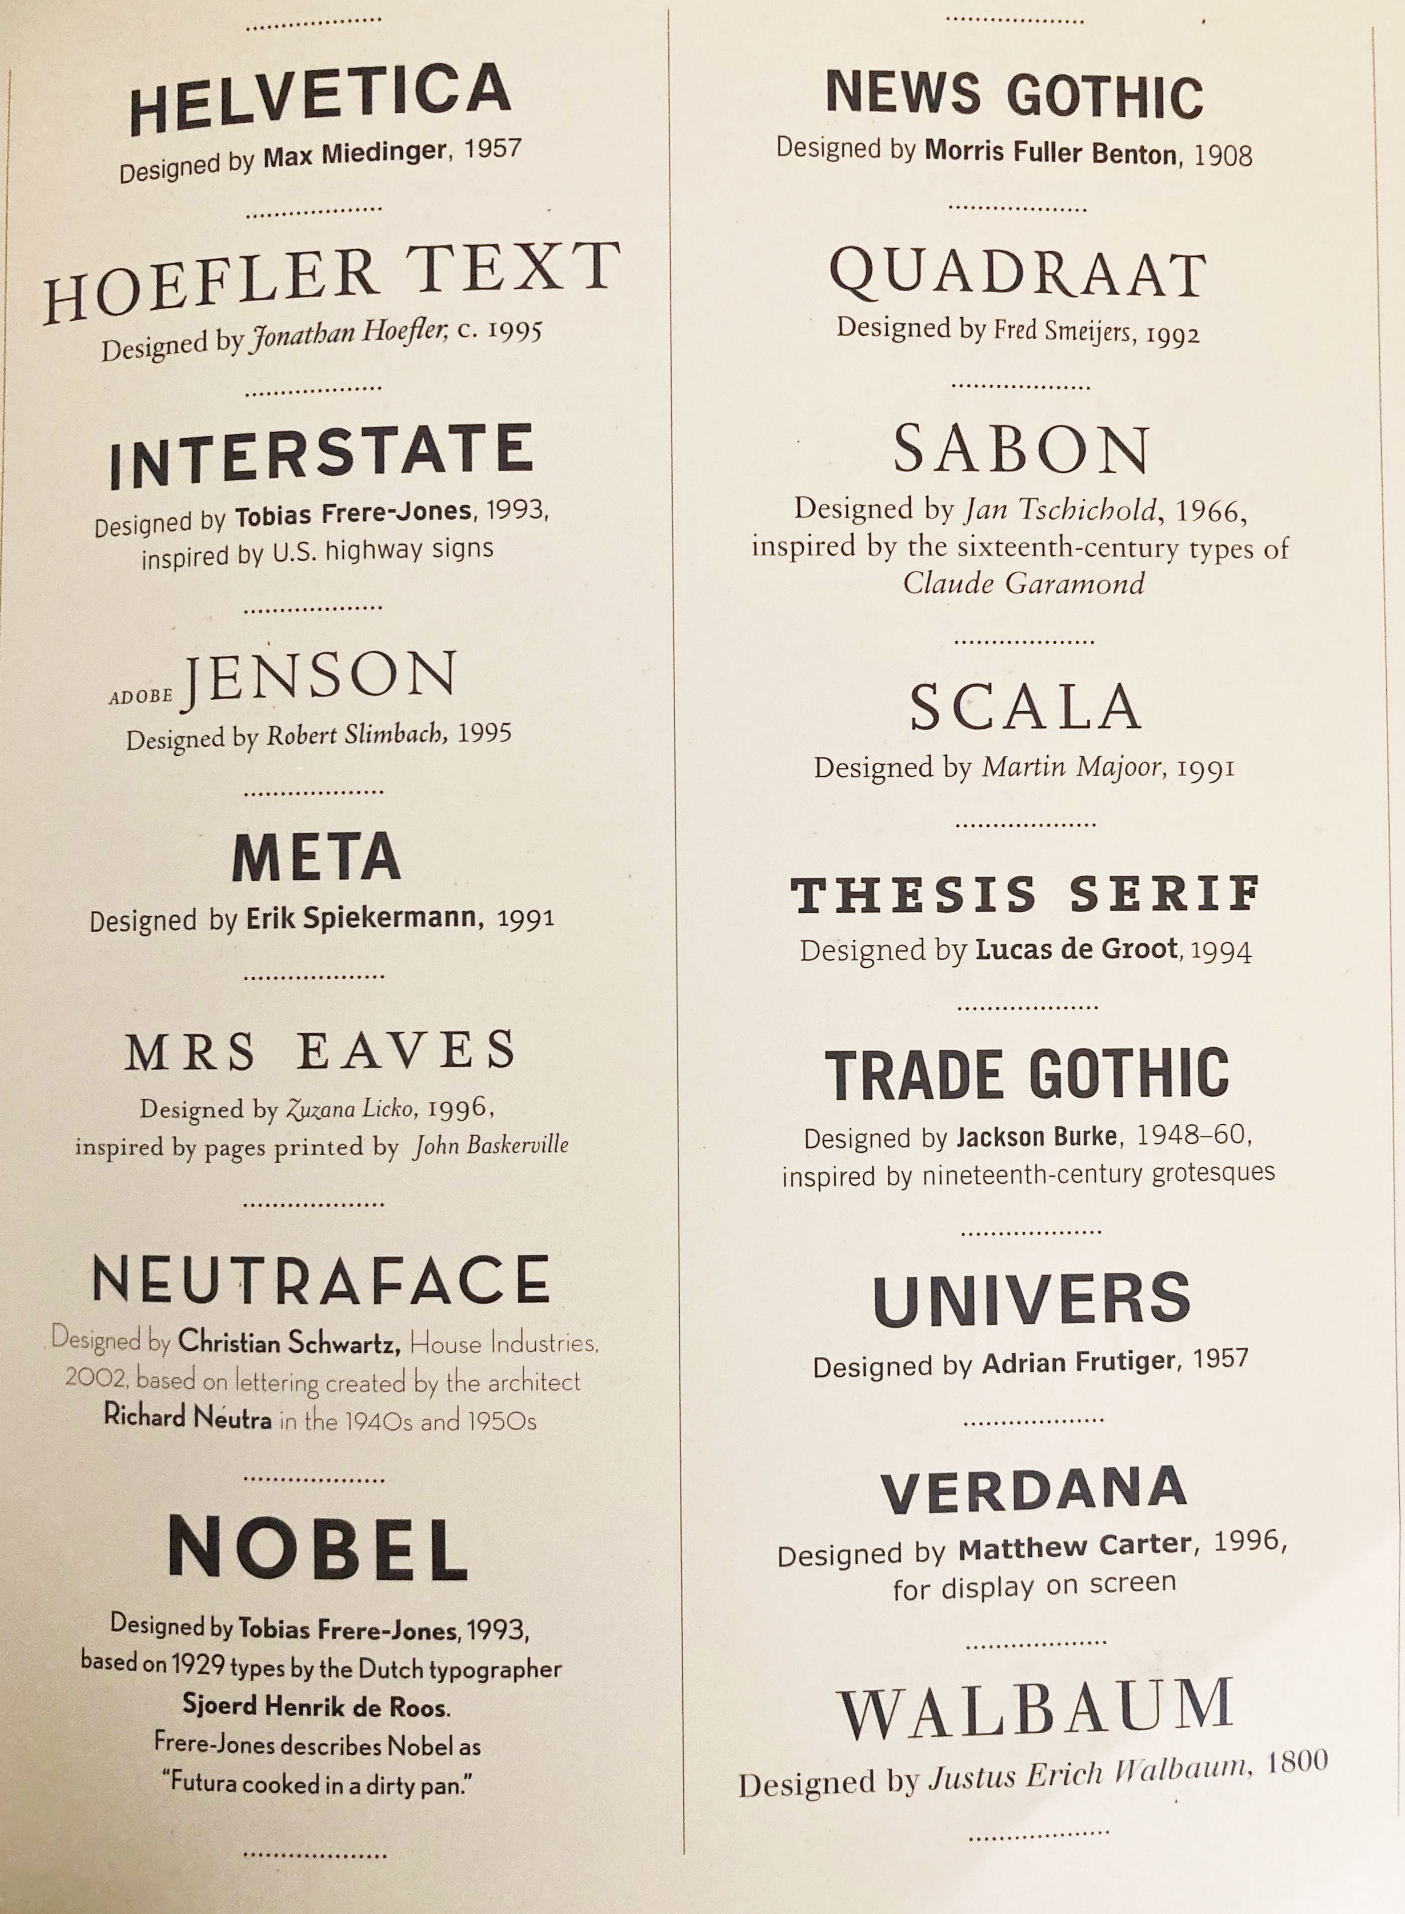 HELVETICA
Designed by Max Miedinger, 1957
HOEFLER TEXT
Designed by Jonathan Hoefler, c. 1995
INTERSTATE
Designed by Tobias Frere-Jones, 1993,
inspired by U.S. highway signs
ADOBE JENSON
Designed by Robert Slimbach, 1995
META
Designed by Erik Spiekermann, 1991
MRS EAVES
Designed by Zuzana Licko, 1996,
inspired by pages printed by John Baskerville
NEUTRAFACE
Designed by Christian Schwartz, House Industries,
2002, based on lettering created by the architect
Richard Neutra in the 1940s and 1950s
NOBEL
Designed by Tobias Frere-Jones, 1993,
based on 1929 types by the Dutch typographer
Sjoerd Henrik de Roos.
Frere-Jones describes Nobel as
“Futura cooked in a dirty pan.”
NEWS GOTHIC
Designed by Morris Fuller Benton, 1908
QUADRAAT
Designed by Fred Smeijers, 1992
SABON
Designed by Jan Tschichold, 1966,
inspired by the sixteenth-century types of
Claude Garamond
SCALA
Designed by Martin Majoor, 1991
THESIS SERIF
Designed by Lucas de Groot, 1994
TRADE GOTHIC
Designed by Jackson Burke, 1948–60,
inspired by nineteenth-century grotesques
UNIVERS
Designed by Adrian Frutiger, 1957
VERDANA
Designed by Matthew Carter, 1996,
for display on screen
WALBAUM
Designed by Justus Erich Walbaum, 1800